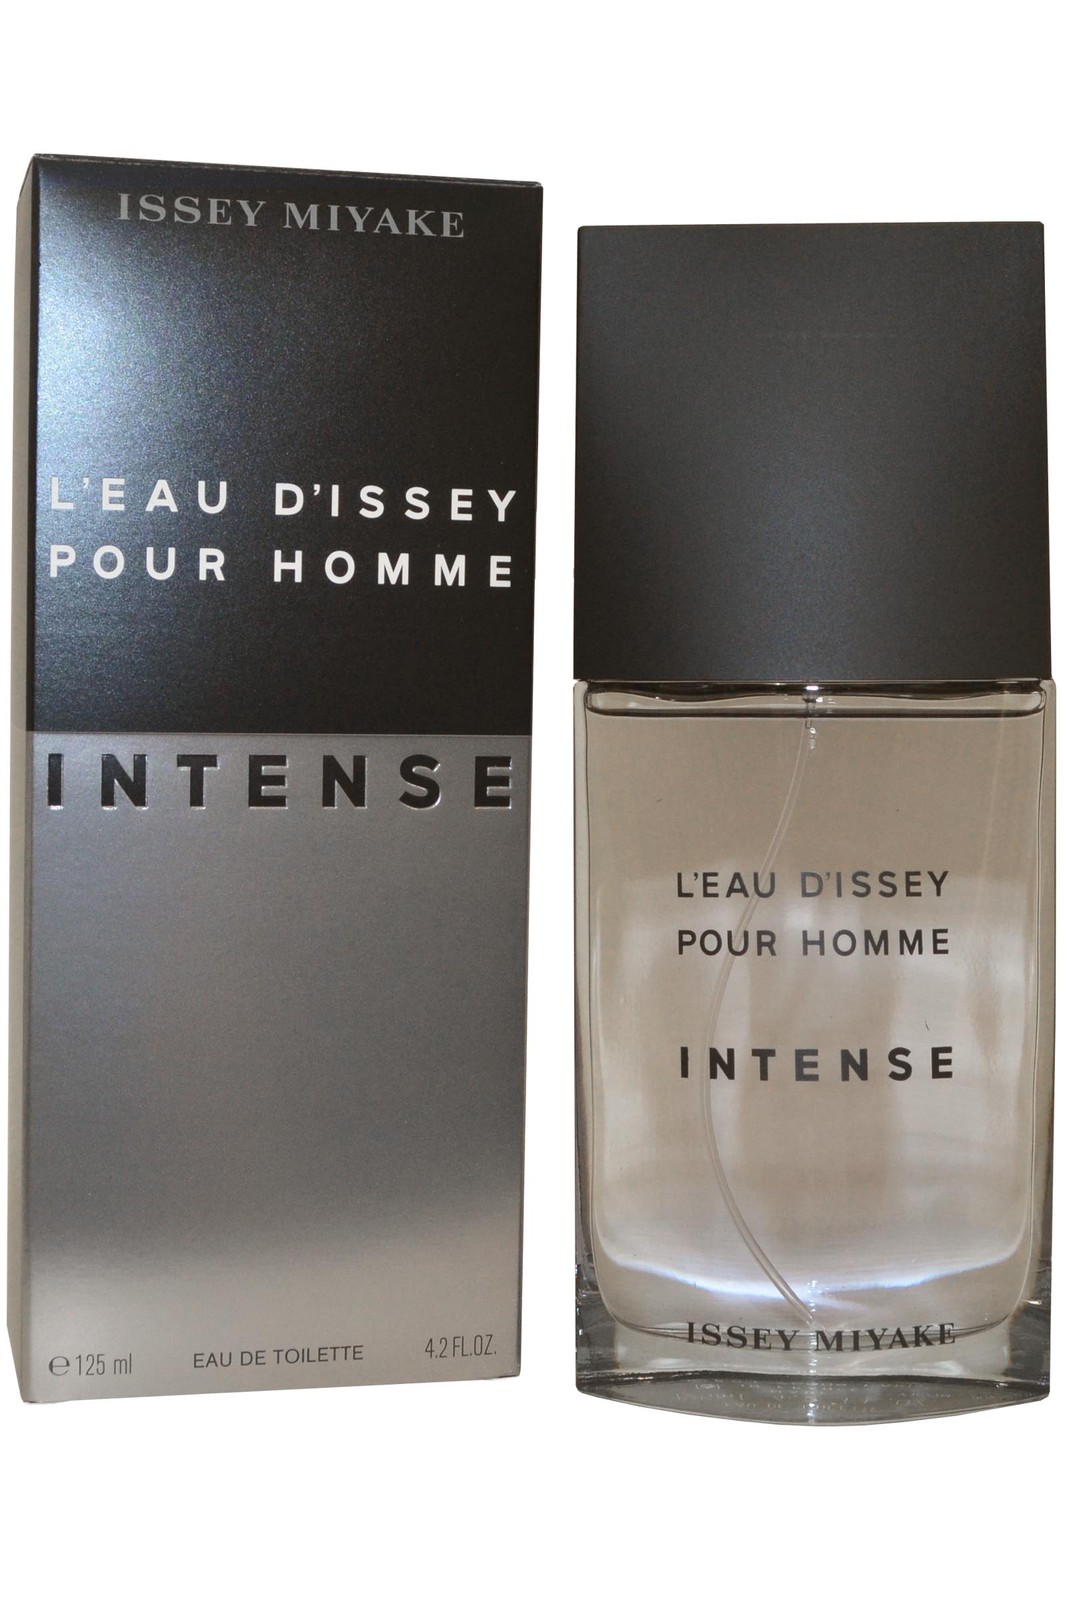 ISSEY MIYAKE
L'EAU D'ISSEY
POUR HOMME
INTENSE
℮ 125 ml
EAU DE TOILETTE
4.2 FL.OZ.
L'EAU D'ISSEY
POUR HOMME
INTENSE
ISSEY MIYAKE